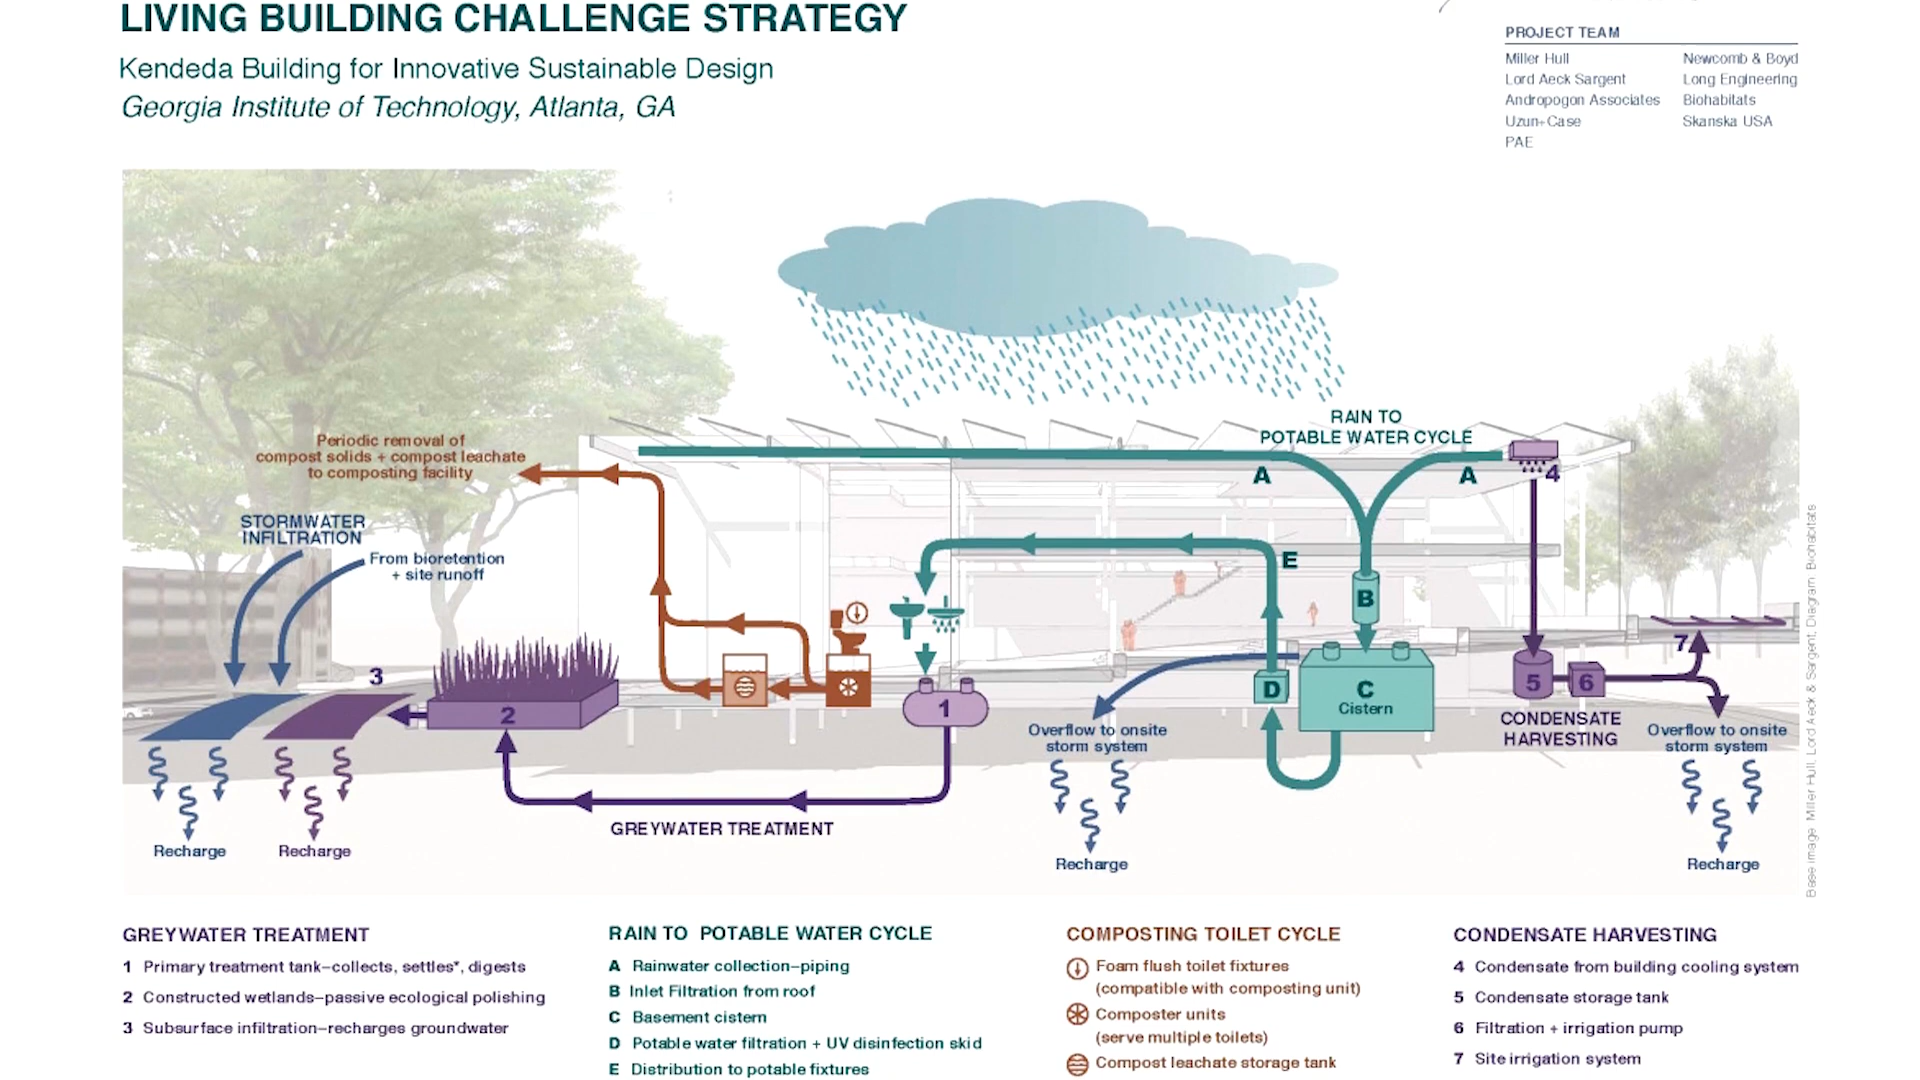 LIVING BUILDING CHALLENGE STRATEGY
Kendeda Building for Innovative Sustainable Design
Georgia Institute of Technology, Atlanta, GA
PROJECT TEAM
Miller Hull
Lord Aeck Sargent
Andropogon Associates
Uzun+Case
PAE
Newcomb & Boyd
Long Engineering
Biohabitats
Skanska USA
RAIN TO
POTABLE WATER CYCLE
A
A
4
Periodic removal of
compost solids + compost leachate
to composting facility
STORMWATER
INFILTRATION
From bioretention
+ site runoff
E
B
3
7
2
1
D
C
Cistern
5
6
Overflow to onsite
storm system
CONDENSATE
HARVESTING
Overflow to onsite
storm system
GREYWATER TREATMENT
Recharge
Recharge
Recharge
Recharge
Base image: Miller Hull, Lord Aeck & Sargent; Diagram: Biohabitats
GREYWATER TREATMENT
1 Primary treatment tank–collects, settles*, digests
2 Constructed wetlands–passive ecological polishing
3 Subsurface infiltration–recharges groundwater
RAIN TO POTABLE WATER CYCLE
A Rainwater collection–piping
B Inlet Filtration from roof
C Basement cistern
D Potable water filtration + UV disinfection skid
E Distribution to potable fixtures
COMPOSTING TOILET CYCLE
Foam flush toilet fixtures
(compatible with composting unit)
Composter units
(serve multiple toilets)
Compost leachate storage tank
CONDENSATE HARVESTING
4 Condensate from building cooling system
5 Condensate storage tank
6 Filtration + irrigation pump
7 Site irrigation system